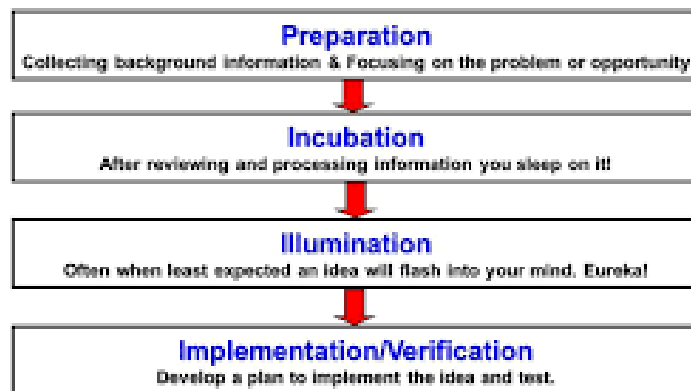 Preparation
Collecting background information & Focusing on the problem or opportunity
Incubation
After reviewing and processing information you sleep on it!
Illumination
Often when least expected an idea will flash into your mind. Eureka!
Implementation/Verification
Develop a plan to implement the idea and test.